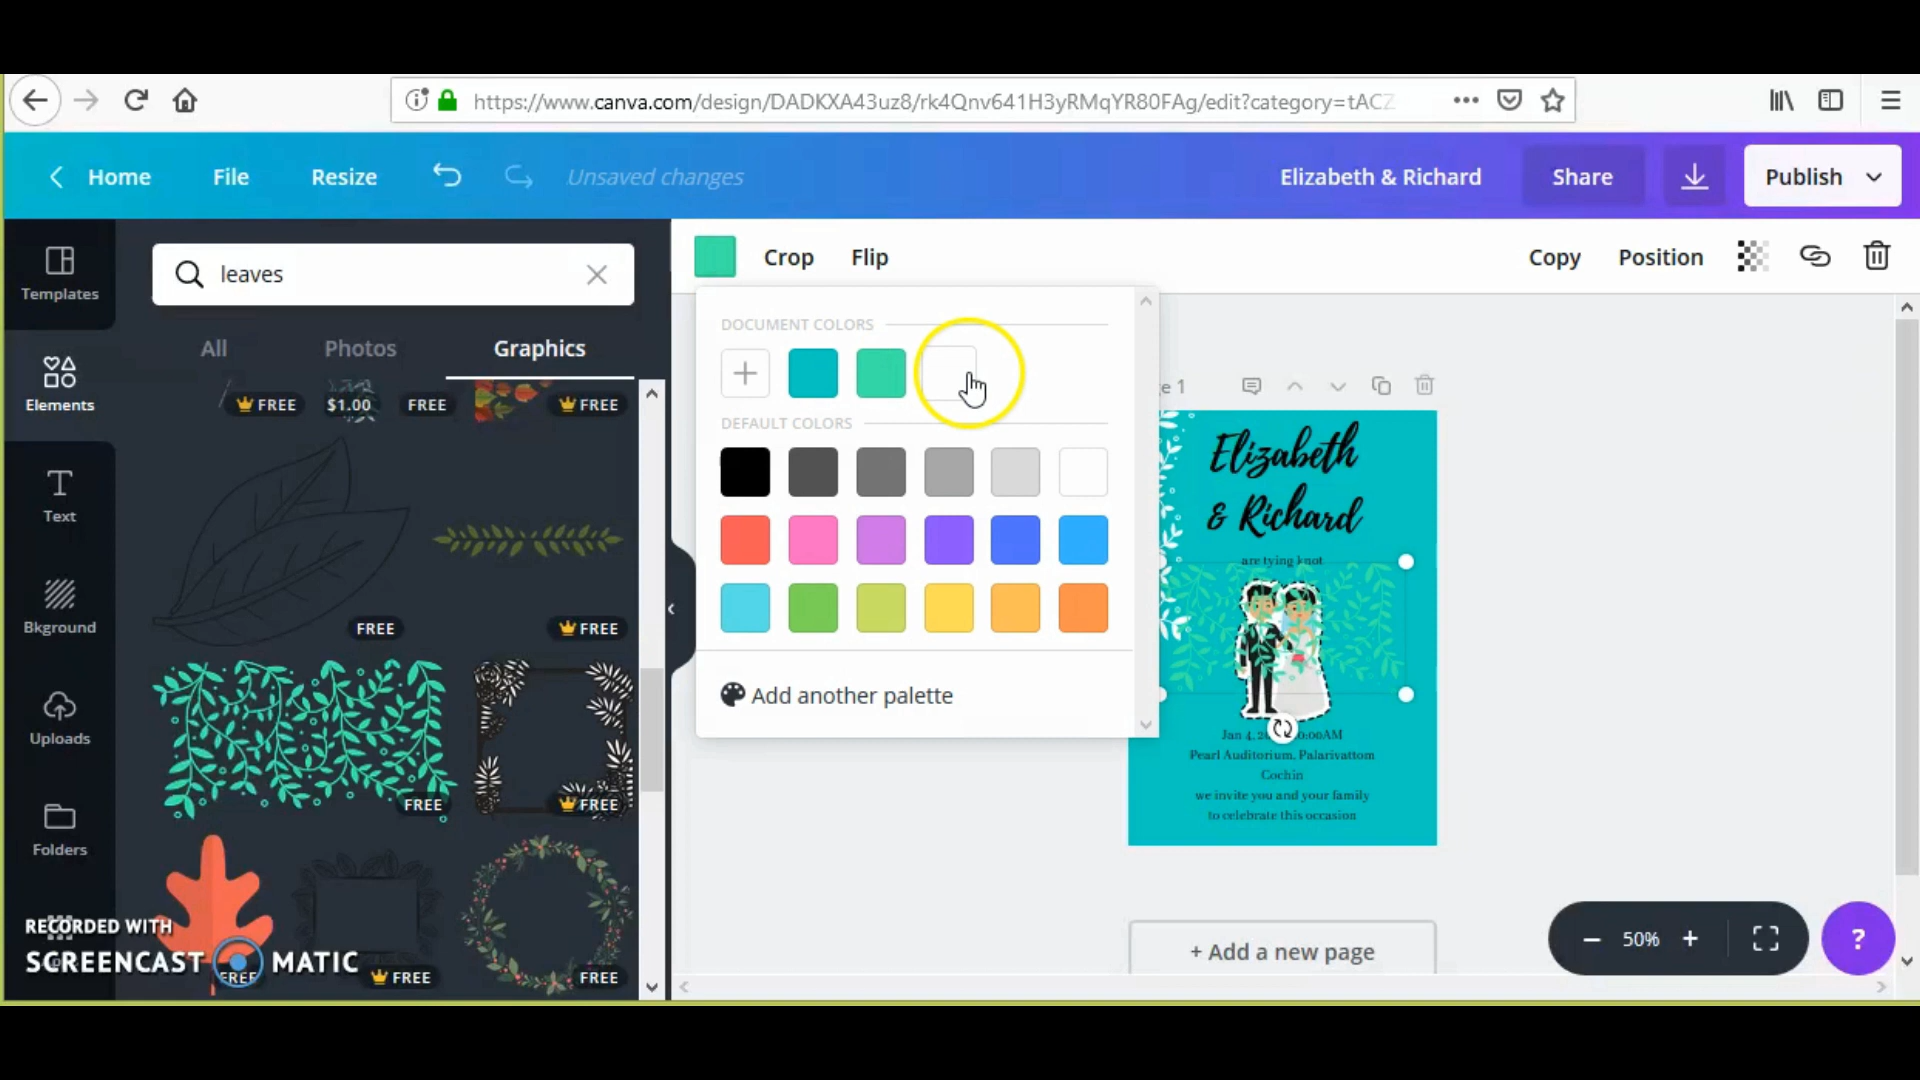 https://www.canva.com/design/DADKXA43uz8/rk4Qnv641H3yRMqYR80FAg/edit?category=tACZ
Home
File
Resize
Unsaved changes
Elizabeth & Richard
Share
Publish
Templates
Elements
Text
Bkground
Uploads
Folders
leaves
All
Photos
Graphics
FREE
$1.00
FREE
FREE
FREE
FREE
FREE
FREE
FREE
FREE
FREE
Crop
Flip
Copy
Position
DOCUMENT COLORS
DEFAULT COLORS
Add another palette
e 1
Elizabeth
& Richard
are tying knot
Pearl Auditorium, Palarivattom
Cochin
we invite you and your family
to celebrate this occasion
+ Add a new page
50%
?
RECORDED WITH
SCREENCAST MATIC